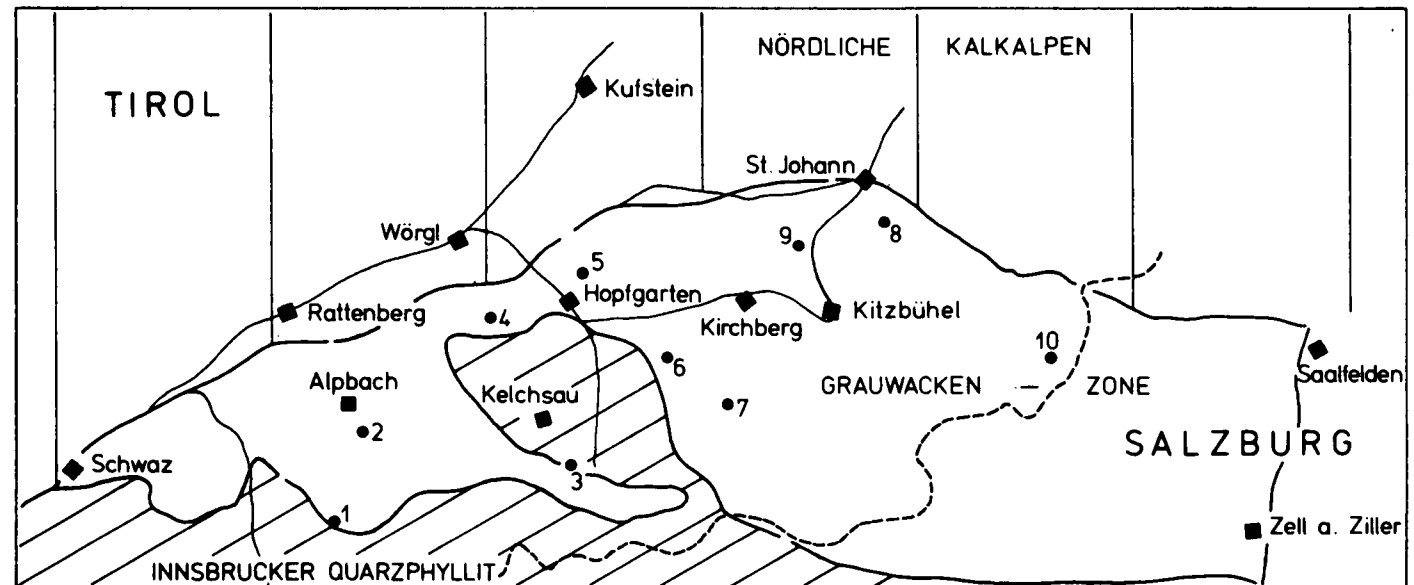 NÖRDLICHE KALKALPEN
TIROL
Kufstein
St. Johann
Wörgl
9
8
5
Hopfgarten
Rattenberg
4
Kirchberg
Kitzbühel
10
6
Saalfelden
Alpbach
Kelchsau
GRAUWACKEN – ZONE
7
2
SALZBURG
Schwaz
3
1
Zell a. Ziller
INNSBRUCKER QUARZPHYLLIT